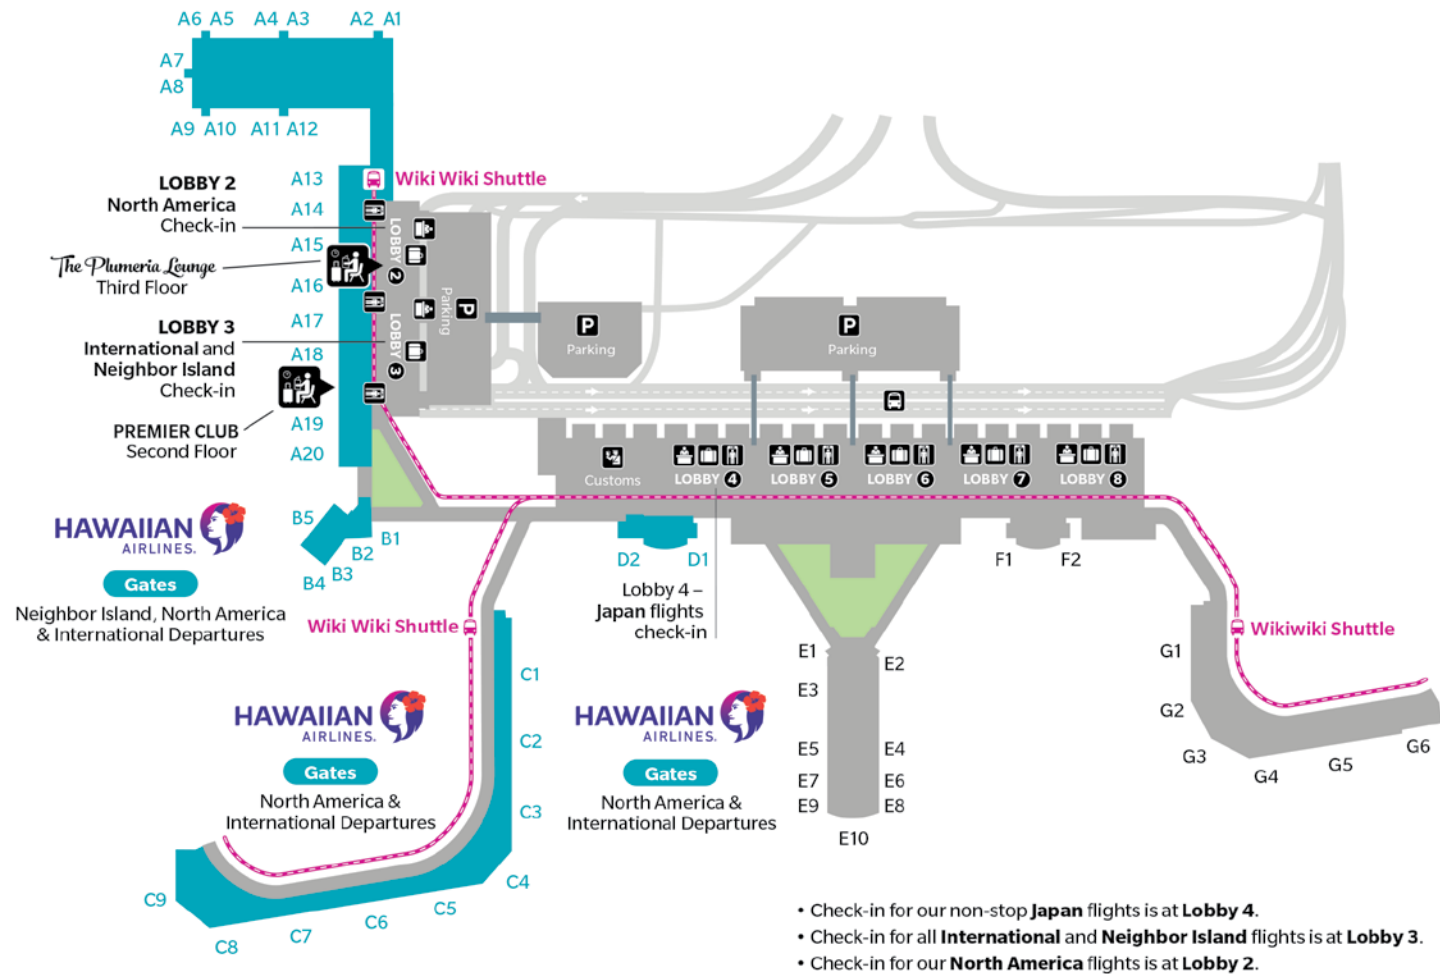 A6 A5 A4 A3 A2 A1
A7
A8
A9 A10 A11 A12
A13
A14
A15
A16
A17
A18
A19
A20
LOBBY 2
North America
Check-in
The Plumeria Lounge
Third Floor
LOBBY 3
International and
Neighbor Island
Check-in
PREMIER CLUB
Second Floor
Wiki Wiki Shuttle
LOBBY 2
LOBBY 3
Parking
P
P
Parking
P
Parking
Customs
LOBBY 4
LOBBY 5
LOBBY 6
LOBBY 7
LOBBY 8
B5
B1
B2
B3
B4
D2 D1
F1 F2
Lobby 4 –
Japan flights
check-in
HAWAIIAN
AIRLINES.
Gates
Neighbor Island, North America
& International Departures
Wiki Wiki Shuttle
HAWAIIAN
AIRLINES.
Gates
North America &
International Departures
HAWAIIAN
AIRLINES.
Gates
North America &
International Departures
C1
C2
C3
C4
C5
C6
C7
C8
C9
E1 E2
E3
E5 E4
E7 E6
E9 E8
E10
Wikiwiki Shuttle
G1
G2
G3
G4
G5
G6
• Check-in for our non-stop Japan flights is at Lobby 4.
• Check-in for all International and Neighbor Island flights is at Lobby 3.
• Check-in for our North America flights is at Lobby 2.